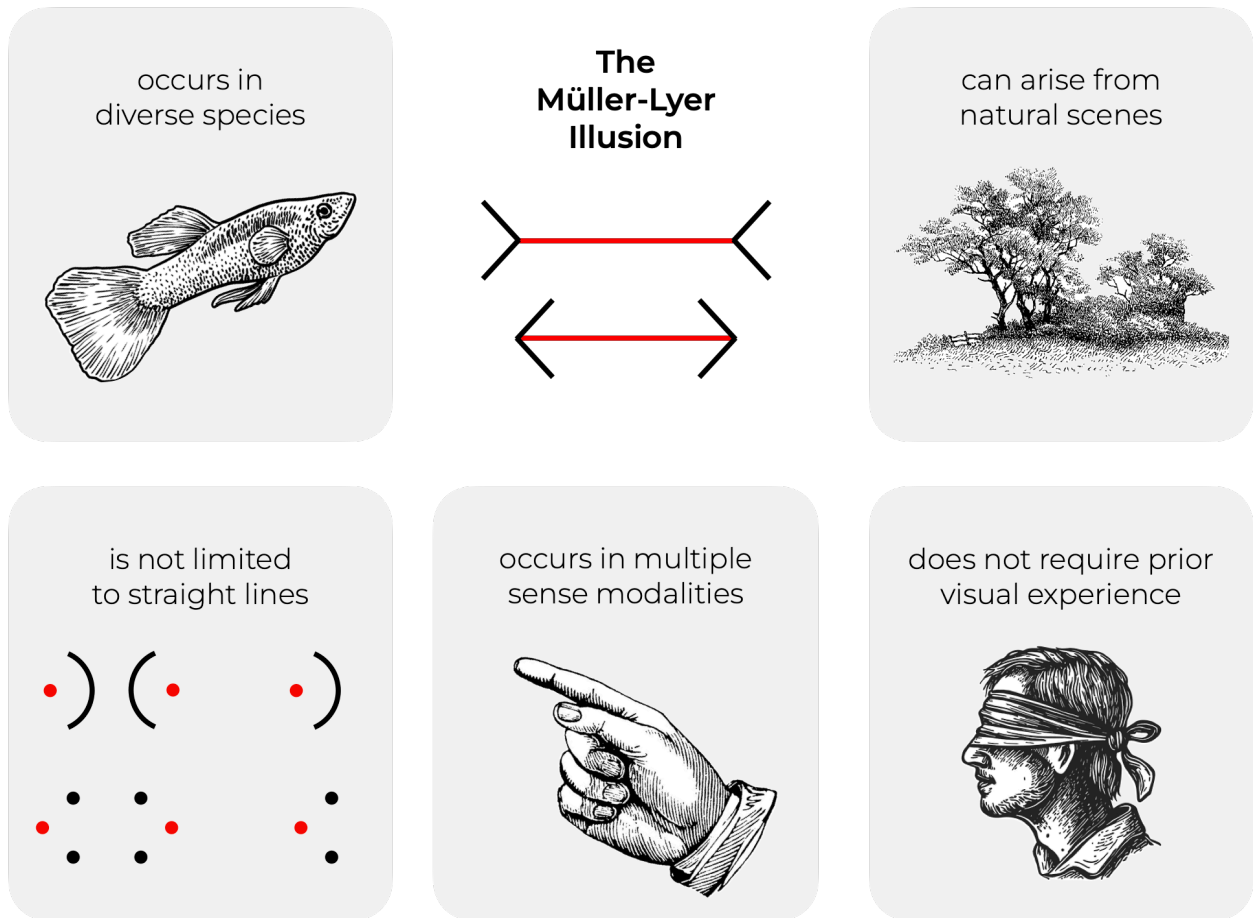 occurs in
diverse species
The
Müller-Lyer
Illusion
can arise from
natural scenes
is not limited
to straight lines
occurs in multiple
sense modalities
does not require prior
visual experience